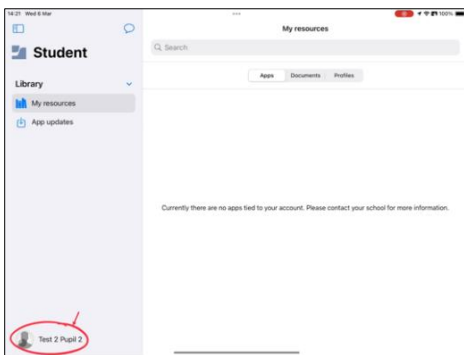 14:21 Wed 6 Mar
100%
Student
Library
My resources
App updates
Test 2 Pupil 2
My resources
Search
Apps Documents Profiles
Currently there are no apps tied to your account. Please contact your school for more information.